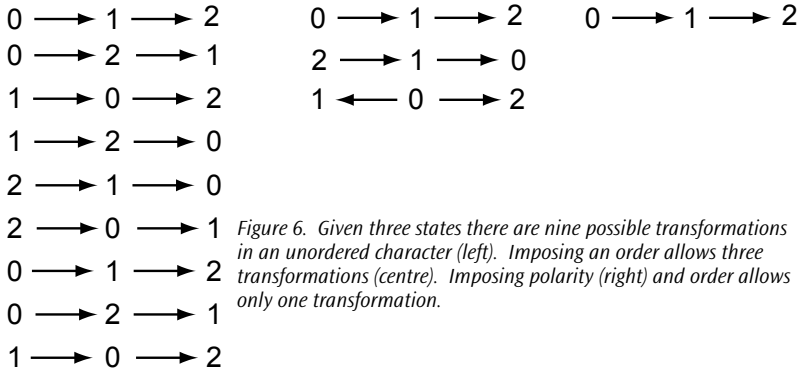 0 → 1 → 2
0 → 2 → 1
1 → 0 → 2
1 → 2 → 0
2 → 1 → 0
2 → 0 → 1
0 → 1 → 2
0 → 2 → 1
1 → 0 → 2
0 → 1 → 2
2 → 1 → 0
1 ← 0 → 2
0 → 1 → 2
Figure 6. Given three states there are nine possible transformations
in an unordered character (left). Imposing an order allows three
transformations (centre). Imposing polarity (right) and order allows
only one transformation.